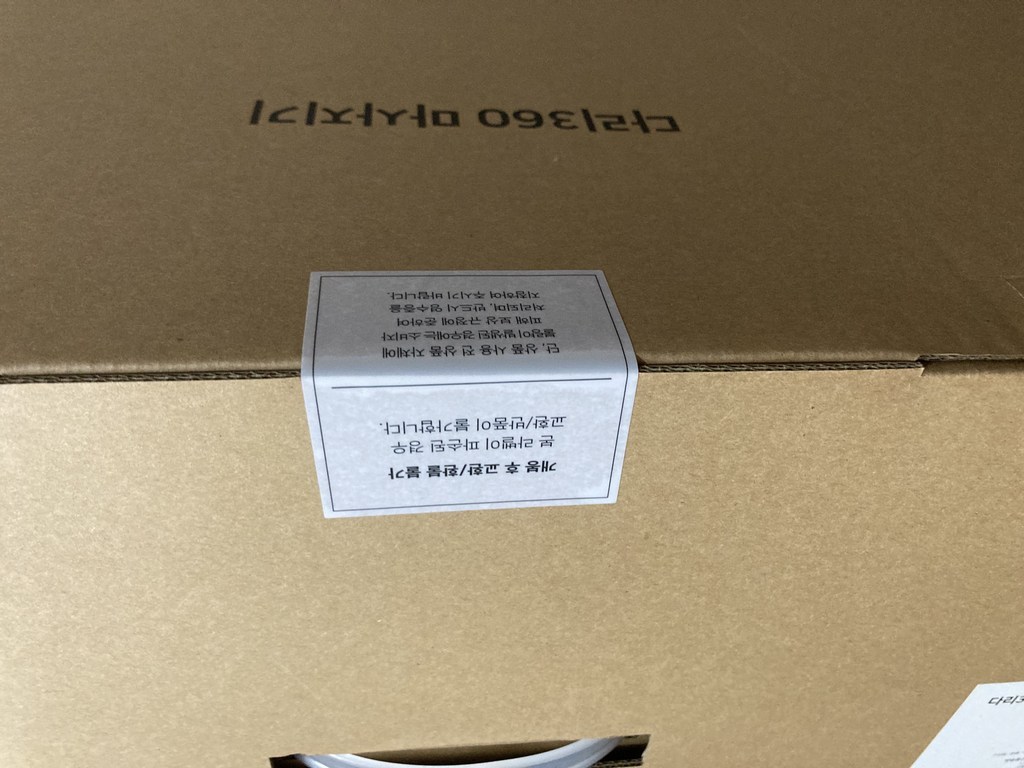 다리360 마사지기
개봉 후 교환/환불 불가
본 라벨이 파손된 경우
교환/반품이 불가합니다.
단, 상품 사용 전 상품 자체에
불량이 발생된 경우에는 소비자
피해 보상 규정에 준하여
처리되며, 반드시 영수증을
지참하여 주시기 바랍니다.